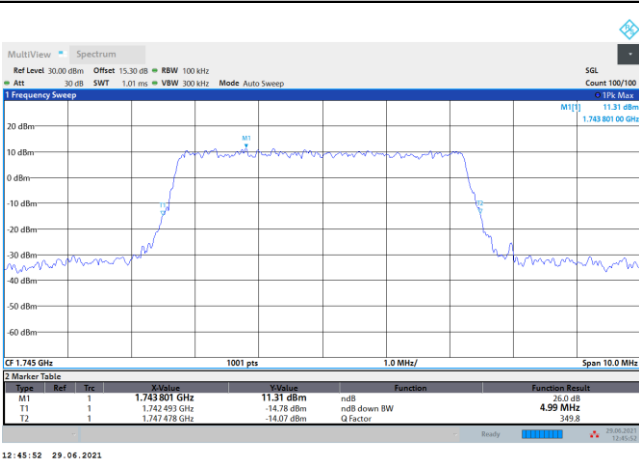 MultiView Spectrum
Ref Level 30.00 dBm Offset 15.30 dB RBW 100 kHz SGL
Att 30 dB SWT 1.01 ms VBW 300 kHz Mode Auto Sweep Count 100/100
1 Frequency Sweep 1Pk Max
M1[1] 11.31 dBm
1.743 801 00 GHz
20 dBm
M1
10 dBm
0 dBm
T1 T2
-10 dBm
-20 dBm
-30 dBm
-40 dBm
-50 dBm
-60 dBm
CF 1.745 GHz 1001 pts 1.0 MHz/ Span 10.0 MHz
2 Marker Table
Type Ref Trc X-Value Y-Value Function Function Result
M1 1 1.743 801 GHz 11.31 dBm ndB 26.0 dB
T1 1 1.742 493 GHz -14.78 dBm ndB down BW 4.99 MHz
T2 1 1.747 478 GHz -14.07 dBm Q Factor 349.8
Ready 29.06.2021
12:45:52
12:45:52 29.06.2021